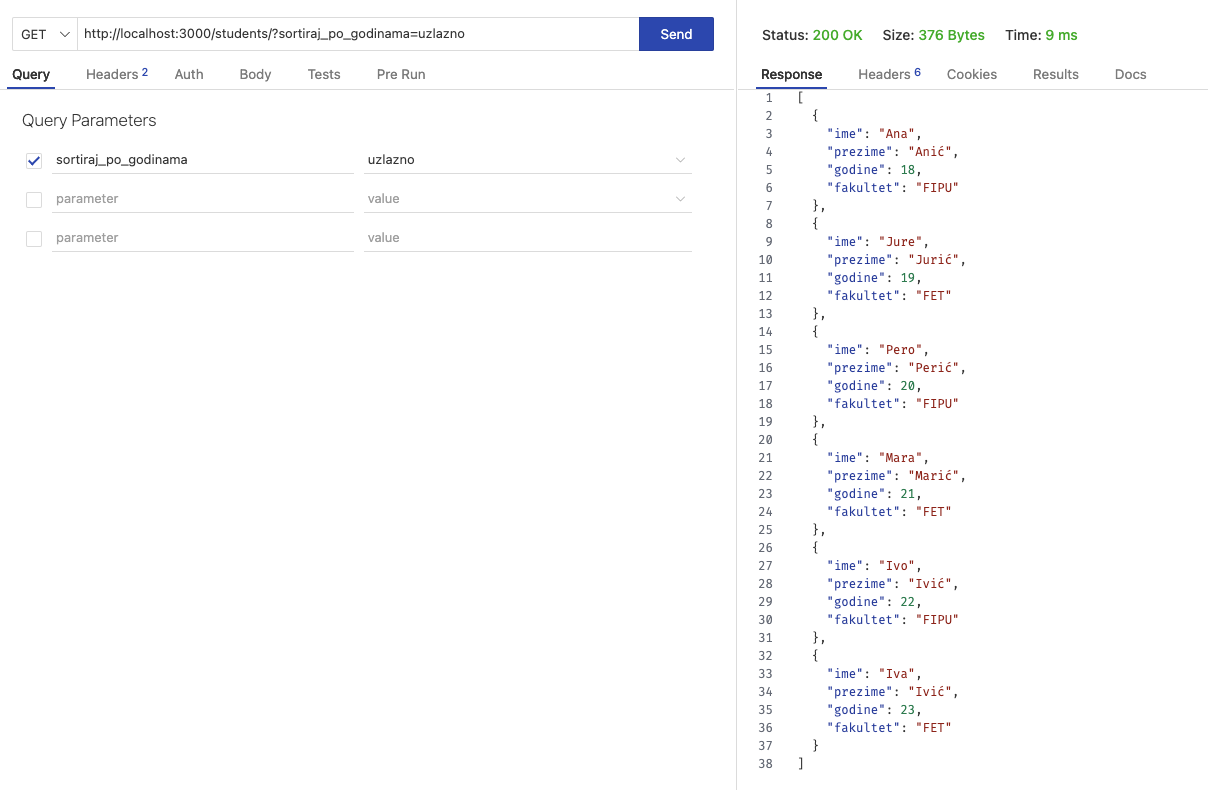 GET http://localhost:3000/students/?sortiraj_po_godinama=uzlazno Send
Query Headers 2 Auth Body Tests Pre Run
Query Parameters
sortiraj_po_godinama uzlazno
parameter value
parameter value
Status: 200 OK Size: 376 Bytes Time: 9 ms
Response Headers 6 Cookies Results Docs
1 [
2 {
3 "ime": "Ana",
4 "prezime": "Anić",
5 "godine": 18,
6 "fakultet": "FIPU"
7 },
8 {
9 "ime": "Jure",
10 "prezime": "Jurić",
11 "godine": 19,
12 "fakultet": "FET"
13 },
14 {
15 "ime": "Pero",
16 "prezime": "Perić",
17 "godine": 20,
18 "fakultet": "FIPU"
19 },
20 {
21 "ime": "Mara",
22 "prezime": "Marić",
23 "godine": 21,
24 "fakultet": "FET"
25 },
26 {
27 "ime": "Ivo",
28 "prezime": "Ivić",
29 "godine": 22,
30 "fakultet": "FIPU"
31 },
32 {
33 "ime": "Iva",
34 "prezime": "Ivić",
35 "godine": 23,
36 "fakultet": "FET"
37 }
38 ]